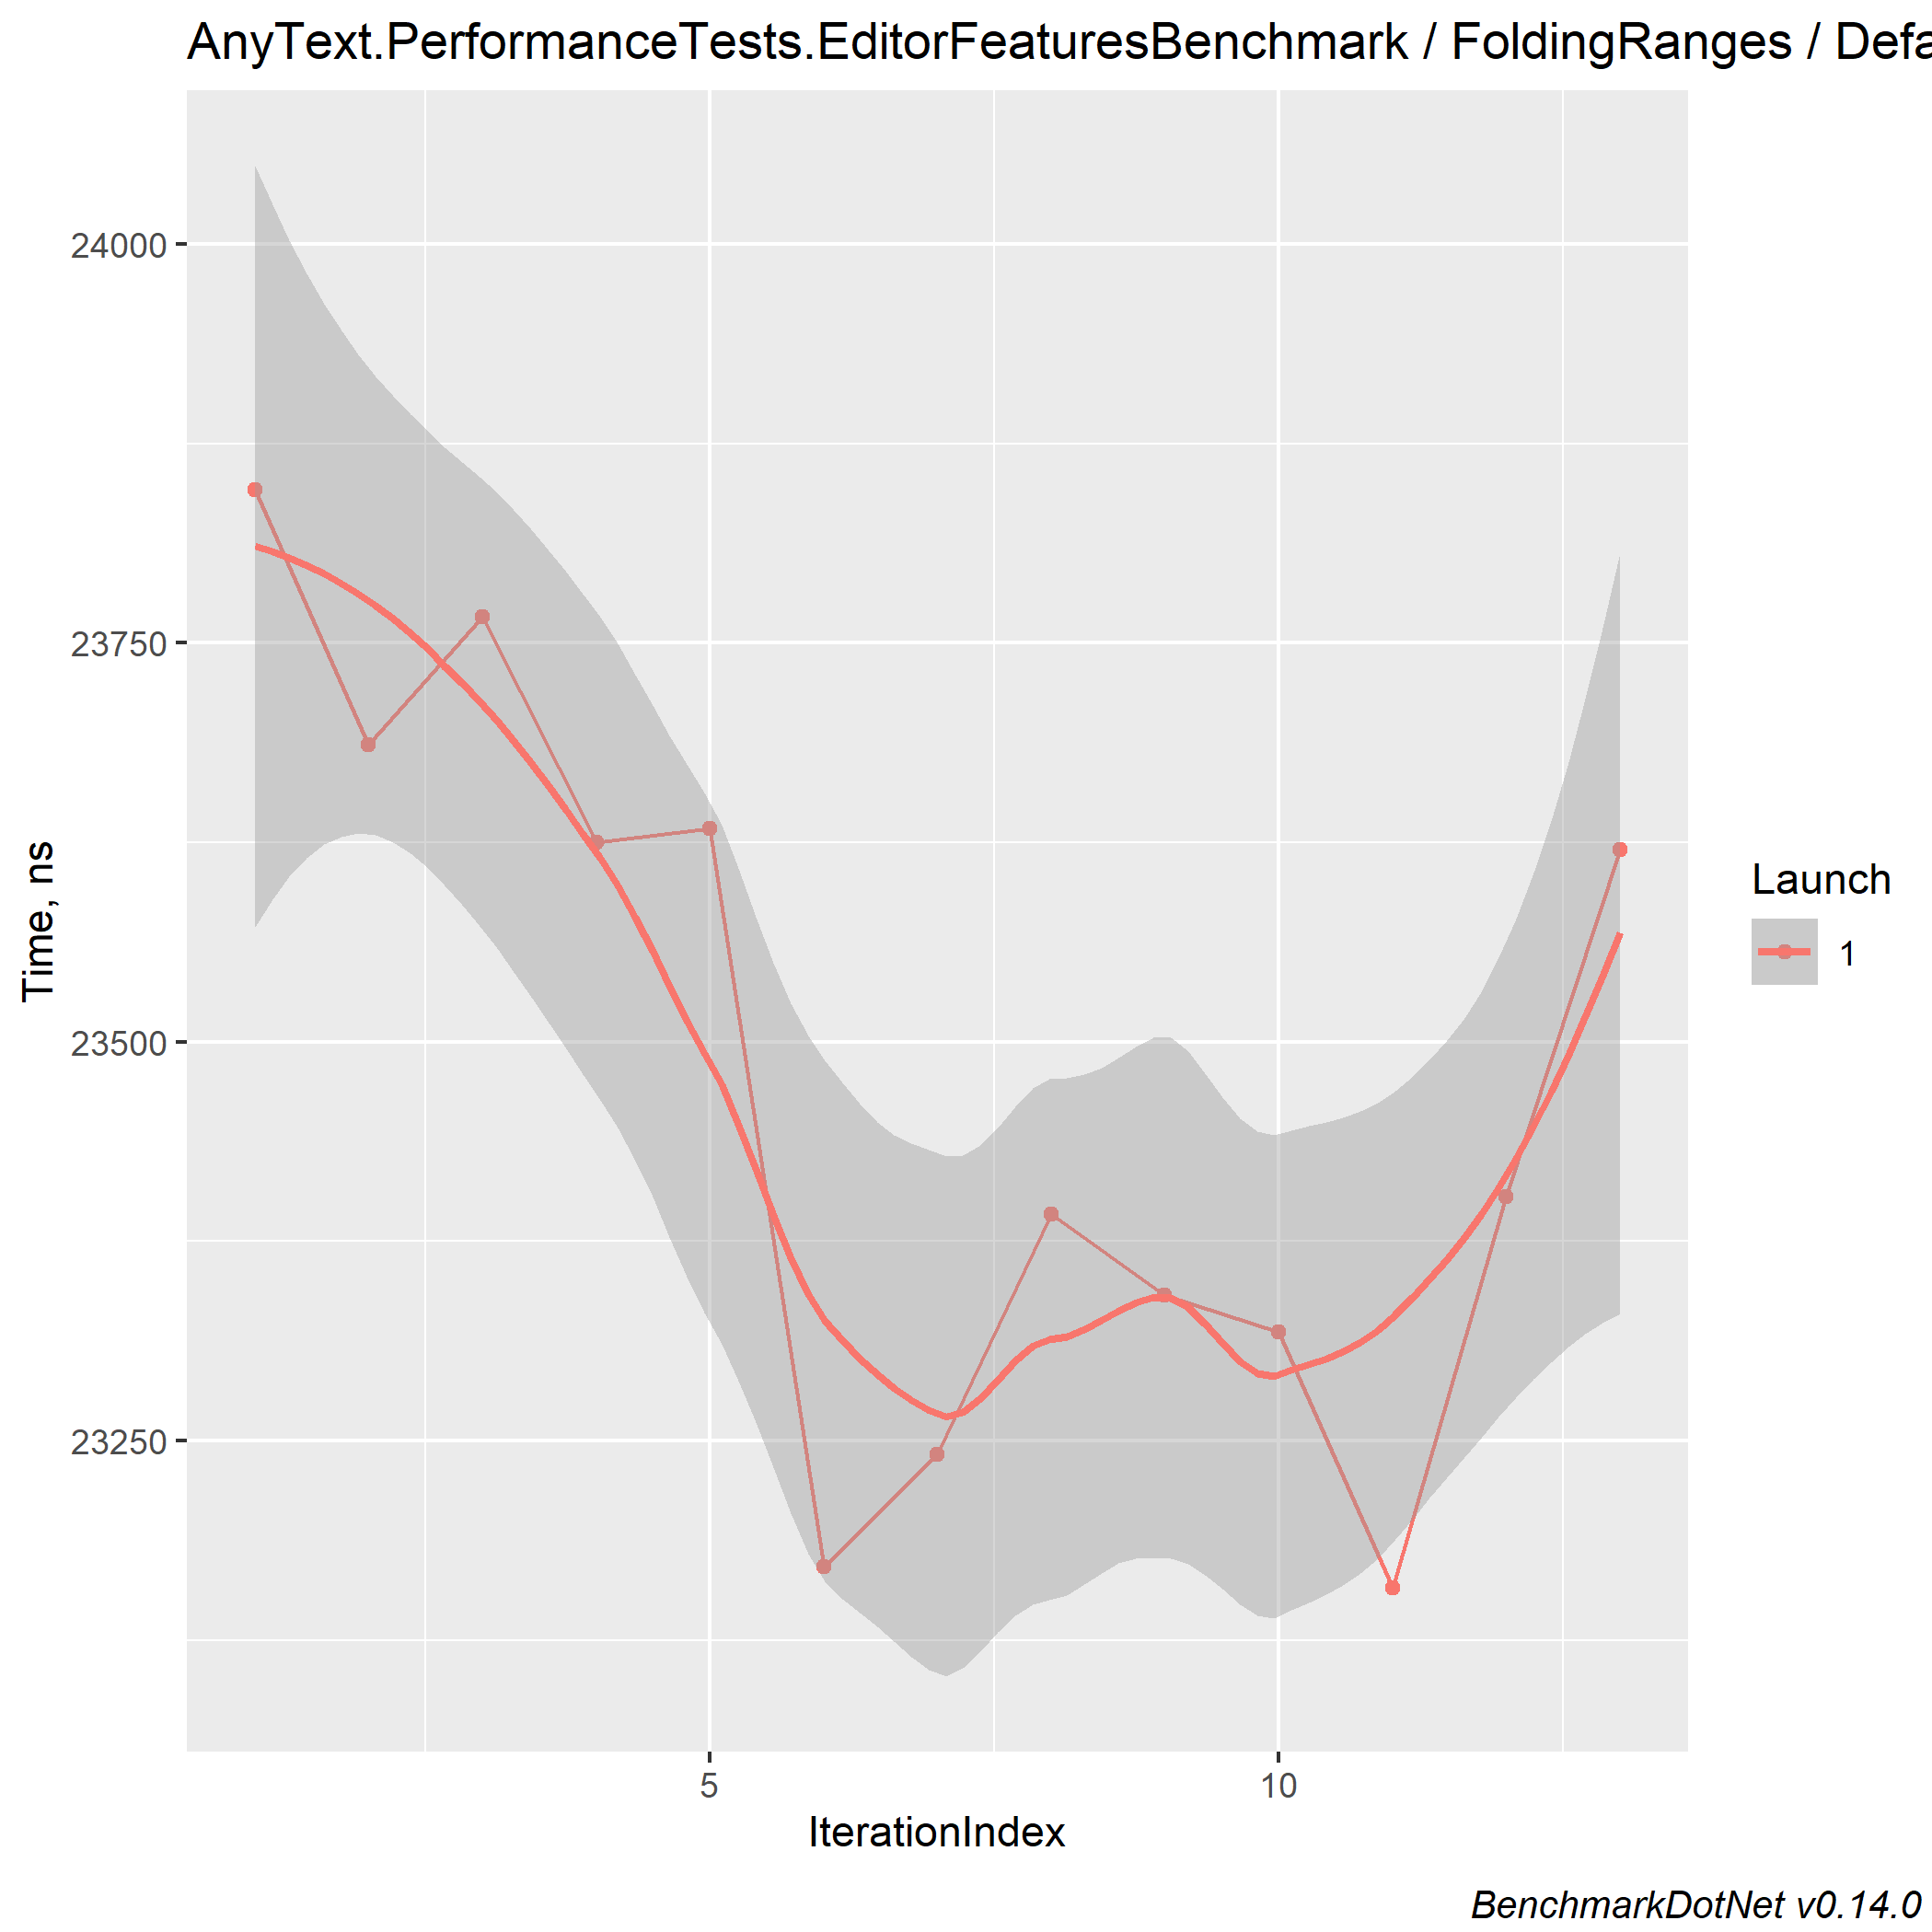 AnyText.PerformanceTests.EditorFeaturesBenchmark / FoldingRanges / Defa
24000
23750
23500
23250
Time, ns
5
10
IterationIndex
Launch
1
BenchmarkDotNet v0.14.0